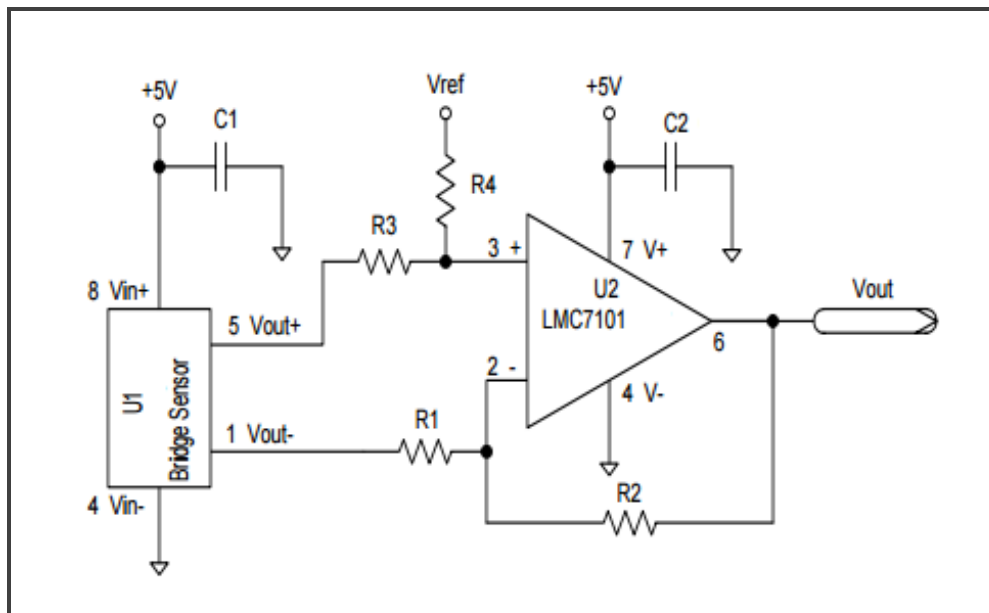 +5V
C1
Vref
+5V
C2
R4
R3
3 +
7 V+
U2
LMC7101
Vout
8 Vin+
5 Vout+
6
2 -
4 V-
U1
Bridge Sensor
R1
1 Vout-
R2
4 Vin-